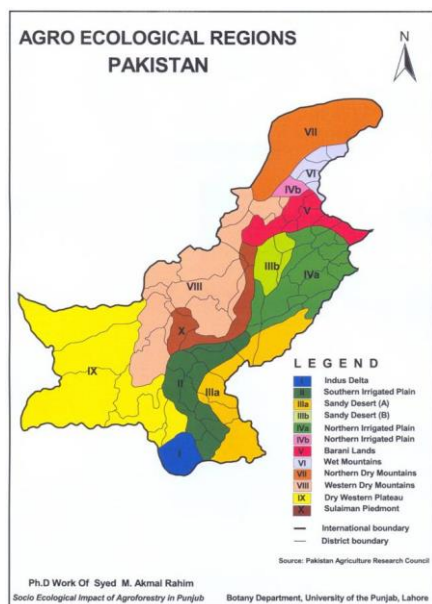 AGRO ECOLOGICAL REGIONS
PAKISTAN
N
VII
VI
IVb
V
IIIb
IVa
VIII
X
IX
II
IIIa
I
LEGEND
I Indus Delta
II Southern Irrigated Plain
IIIa Sandy Desert (A)
IIIb Sandy Desert (B)
IVa Northern Irrigated Plain
IVb Northern Irrigated Plain
V Barani Lands
VI Wet Mountains
VII Northern Dry Mountains
VIII Western Dry Mountains
IX Dry Western Plateau
X Sulaiman Piedmont
International boundary
District boundary
Source: Pakistan Agriculture Research Council
Ph.D Work Of Syed M. Akmal Rahim
Socio Ecological Impact of Agroforestry in Punjub
Botany Department, University of the Punjab, Lahore